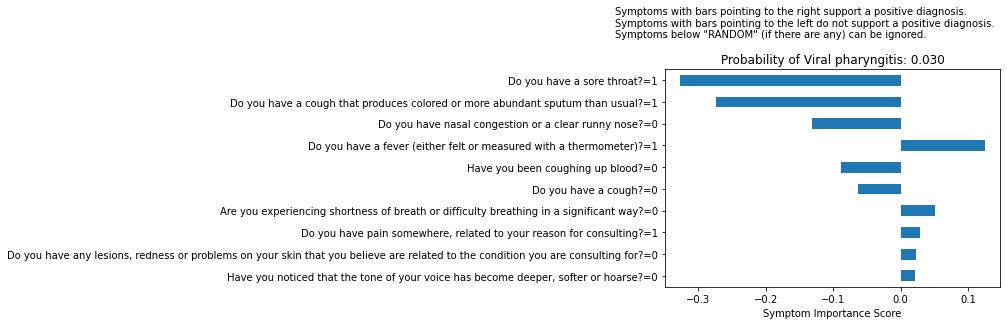 Symptoms with bars pointing to the right support a positive diagnosis.
Symptoms with bars pointing to the left do not support a positive diagnosis.
Symptoms below "RANDOM" (if there are any) can be ignored.
Probability of Viral pharyngitis: 0.030
Do you have a sore throat?=1
Do you have a cough that produces colored or more abundant sputum than usual?=1
Do you have nasal congestion or a clear runny nose?=0
Do you have a fever (either felt or measured with a thermometer)?=1
Have you been coughing up blood?=0
Do you have a cough?=0
Are you experiencing shortness of breath or difficulty breathing in a significant way?=0
Do you have pain somewhere, related to your reason for consulting?=1
Do you have any lesions, redness or problems on your skin that you believe are related to the condition you are consulting for?=0
Have you noticed that the tone of your voice has become deeper, softer or hoarse?=0
−0.3 −0.2 −0.1 0.0 0.1
Symptom Importance Score